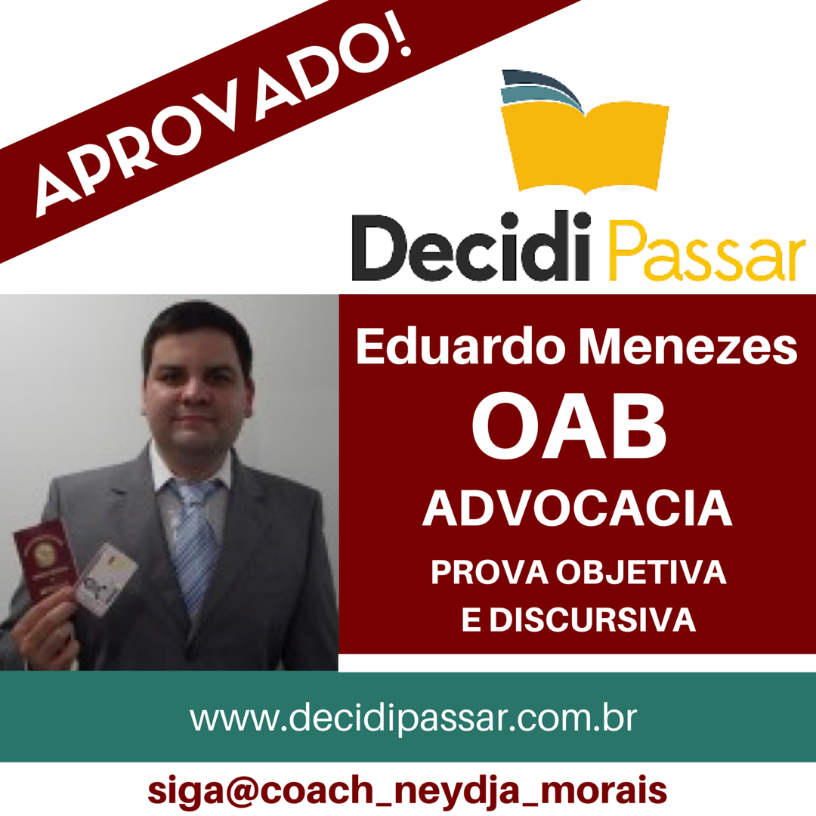 APROVADO!
Decidi Passar
Eduardo Menezes
OAB
ADVOCACIA
PROVA OBJETIVA
E DISCURSIVA
www.decidipassar.com.br
siga@coach_neydja_morais